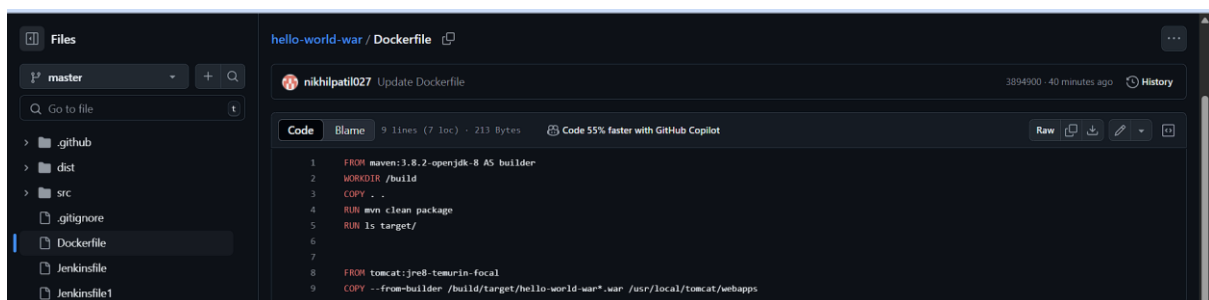 Files
master
Go to file
t
.github
dist
src
.gitignore
Dockerfile
Jenkinsfile
Jenkinsfile1
hello-world-war / Dockerfile
nikhilpatil027 Update Dockerfile
3894900 · 40 minutes ago History
Code Blame 9 lines (7 loc) · 213 Bytes Code 55% faster with GitHub Copilot
Raw
1 FROM maven:3.8.2-openjdk-8 AS builder
2 WORKDIR /build
3 COPY . .
4 RUN mvn clean package
5 RUN ls target/
6
7
8 FROM tomcat:jre8-temurin-focal
9 COPY --from=builder /build/target/hello-world-war*.war /usr/local/tomcat/webapps